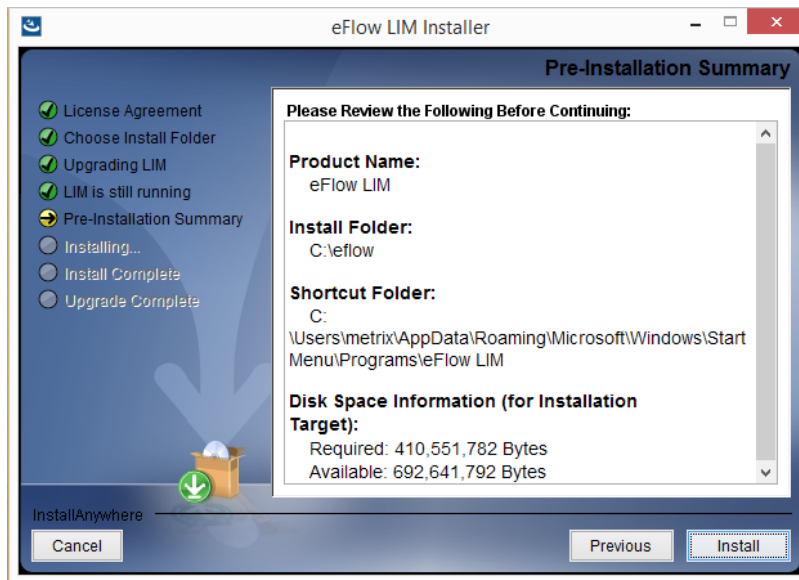 eFlow LIM Installer
Pre-Installation Summary
License Agreement
Choose Install Folder
Upgrading LIM
LIM is still running
Pre-Installation Summary
Installing...
Install Complete
Upgrade Complete
Please Review the Following Before Continuing:
Product Name:
eFlow LIM
Install Folder:
C:\eflow
Shortcut Folder:
C:
\Users\metrix\AppData\Roaming\Microsoft\Windows\Start
Menu\Programs\eFlow LIM
Disk Space Information (for Installation
Target):
Required: 410,551,782 Bytes
Available: 692,641,792 Bytes
InstallAnywhere
Cancel
Previous
Install